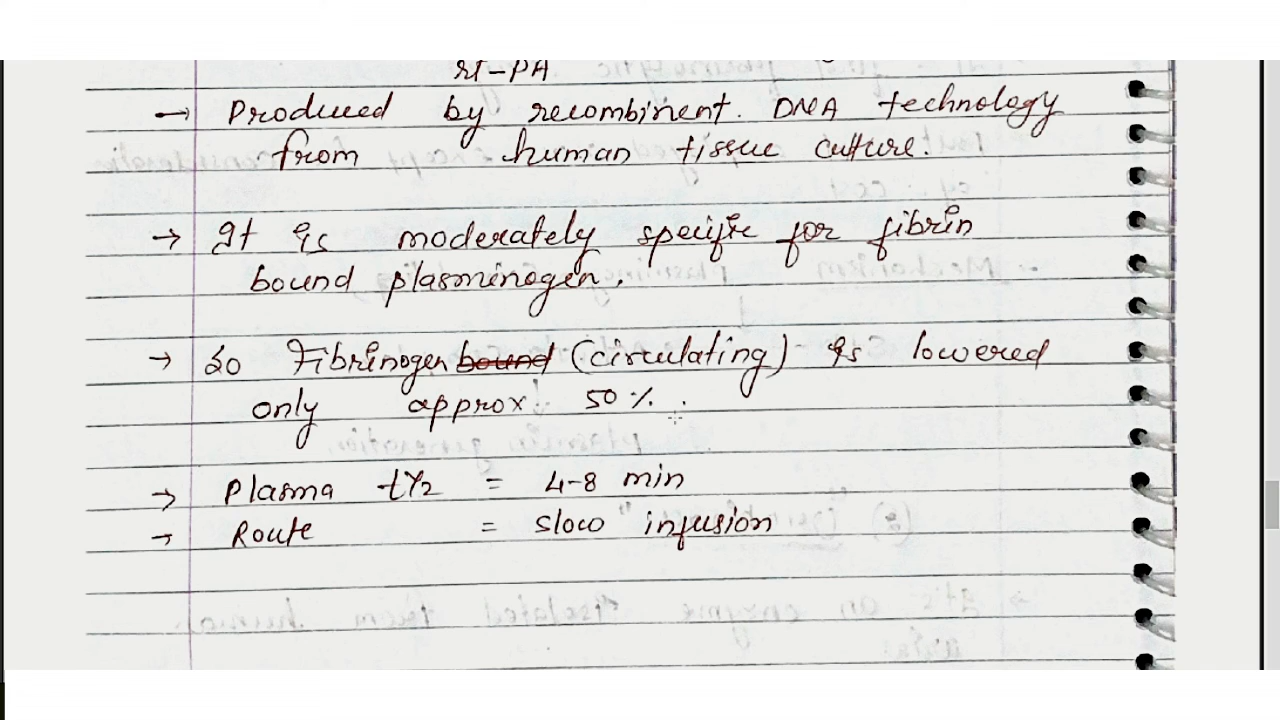 rt-PA
→ Produced by recombinent. DNA technology
from human tissue culture.
→ It is moderately specific for fibrin
bound plasminogen.
→ So Fibrinogen bound (circulating) is lowered
only approx 50%.
→ Plasma t1/2 = 4-8 min
→ Route = slow infusion